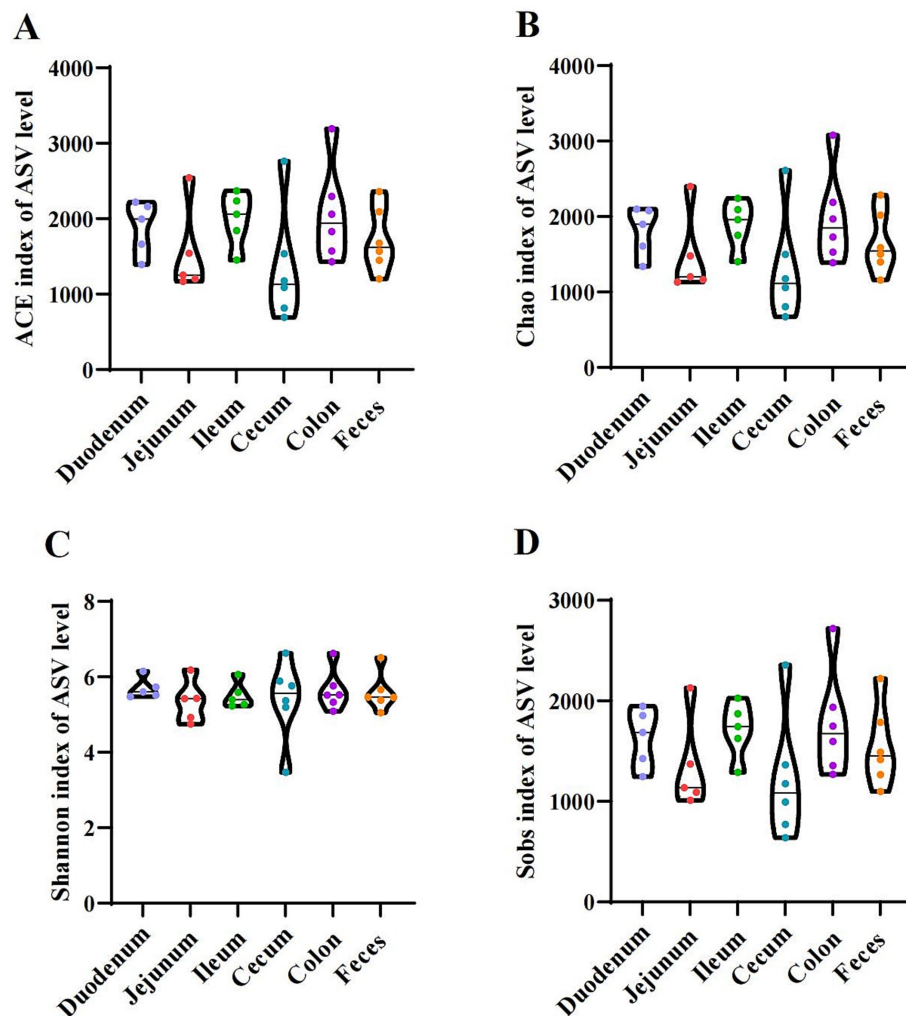 A
ACE index of ASV level
4000
3000
2000
1000
0
Duodenum
Jejunum
Ileum
Cecum
Colon
Feces
B
Chao index of ASV level
4000
3000
2000
1000
0
Duodenum
Jejunum
Ileum
Cecum
Colon
Feces
C
Shannon index of ASV level
8
6
4
2
0
Duodenum
Jejunum
Ileum
Cecum
Colon
Feces
D
Sobs index of ASV level
3000
2000
1000
0
Duodenum
Jejunum
Ileum
Cecum
Colon
Feces